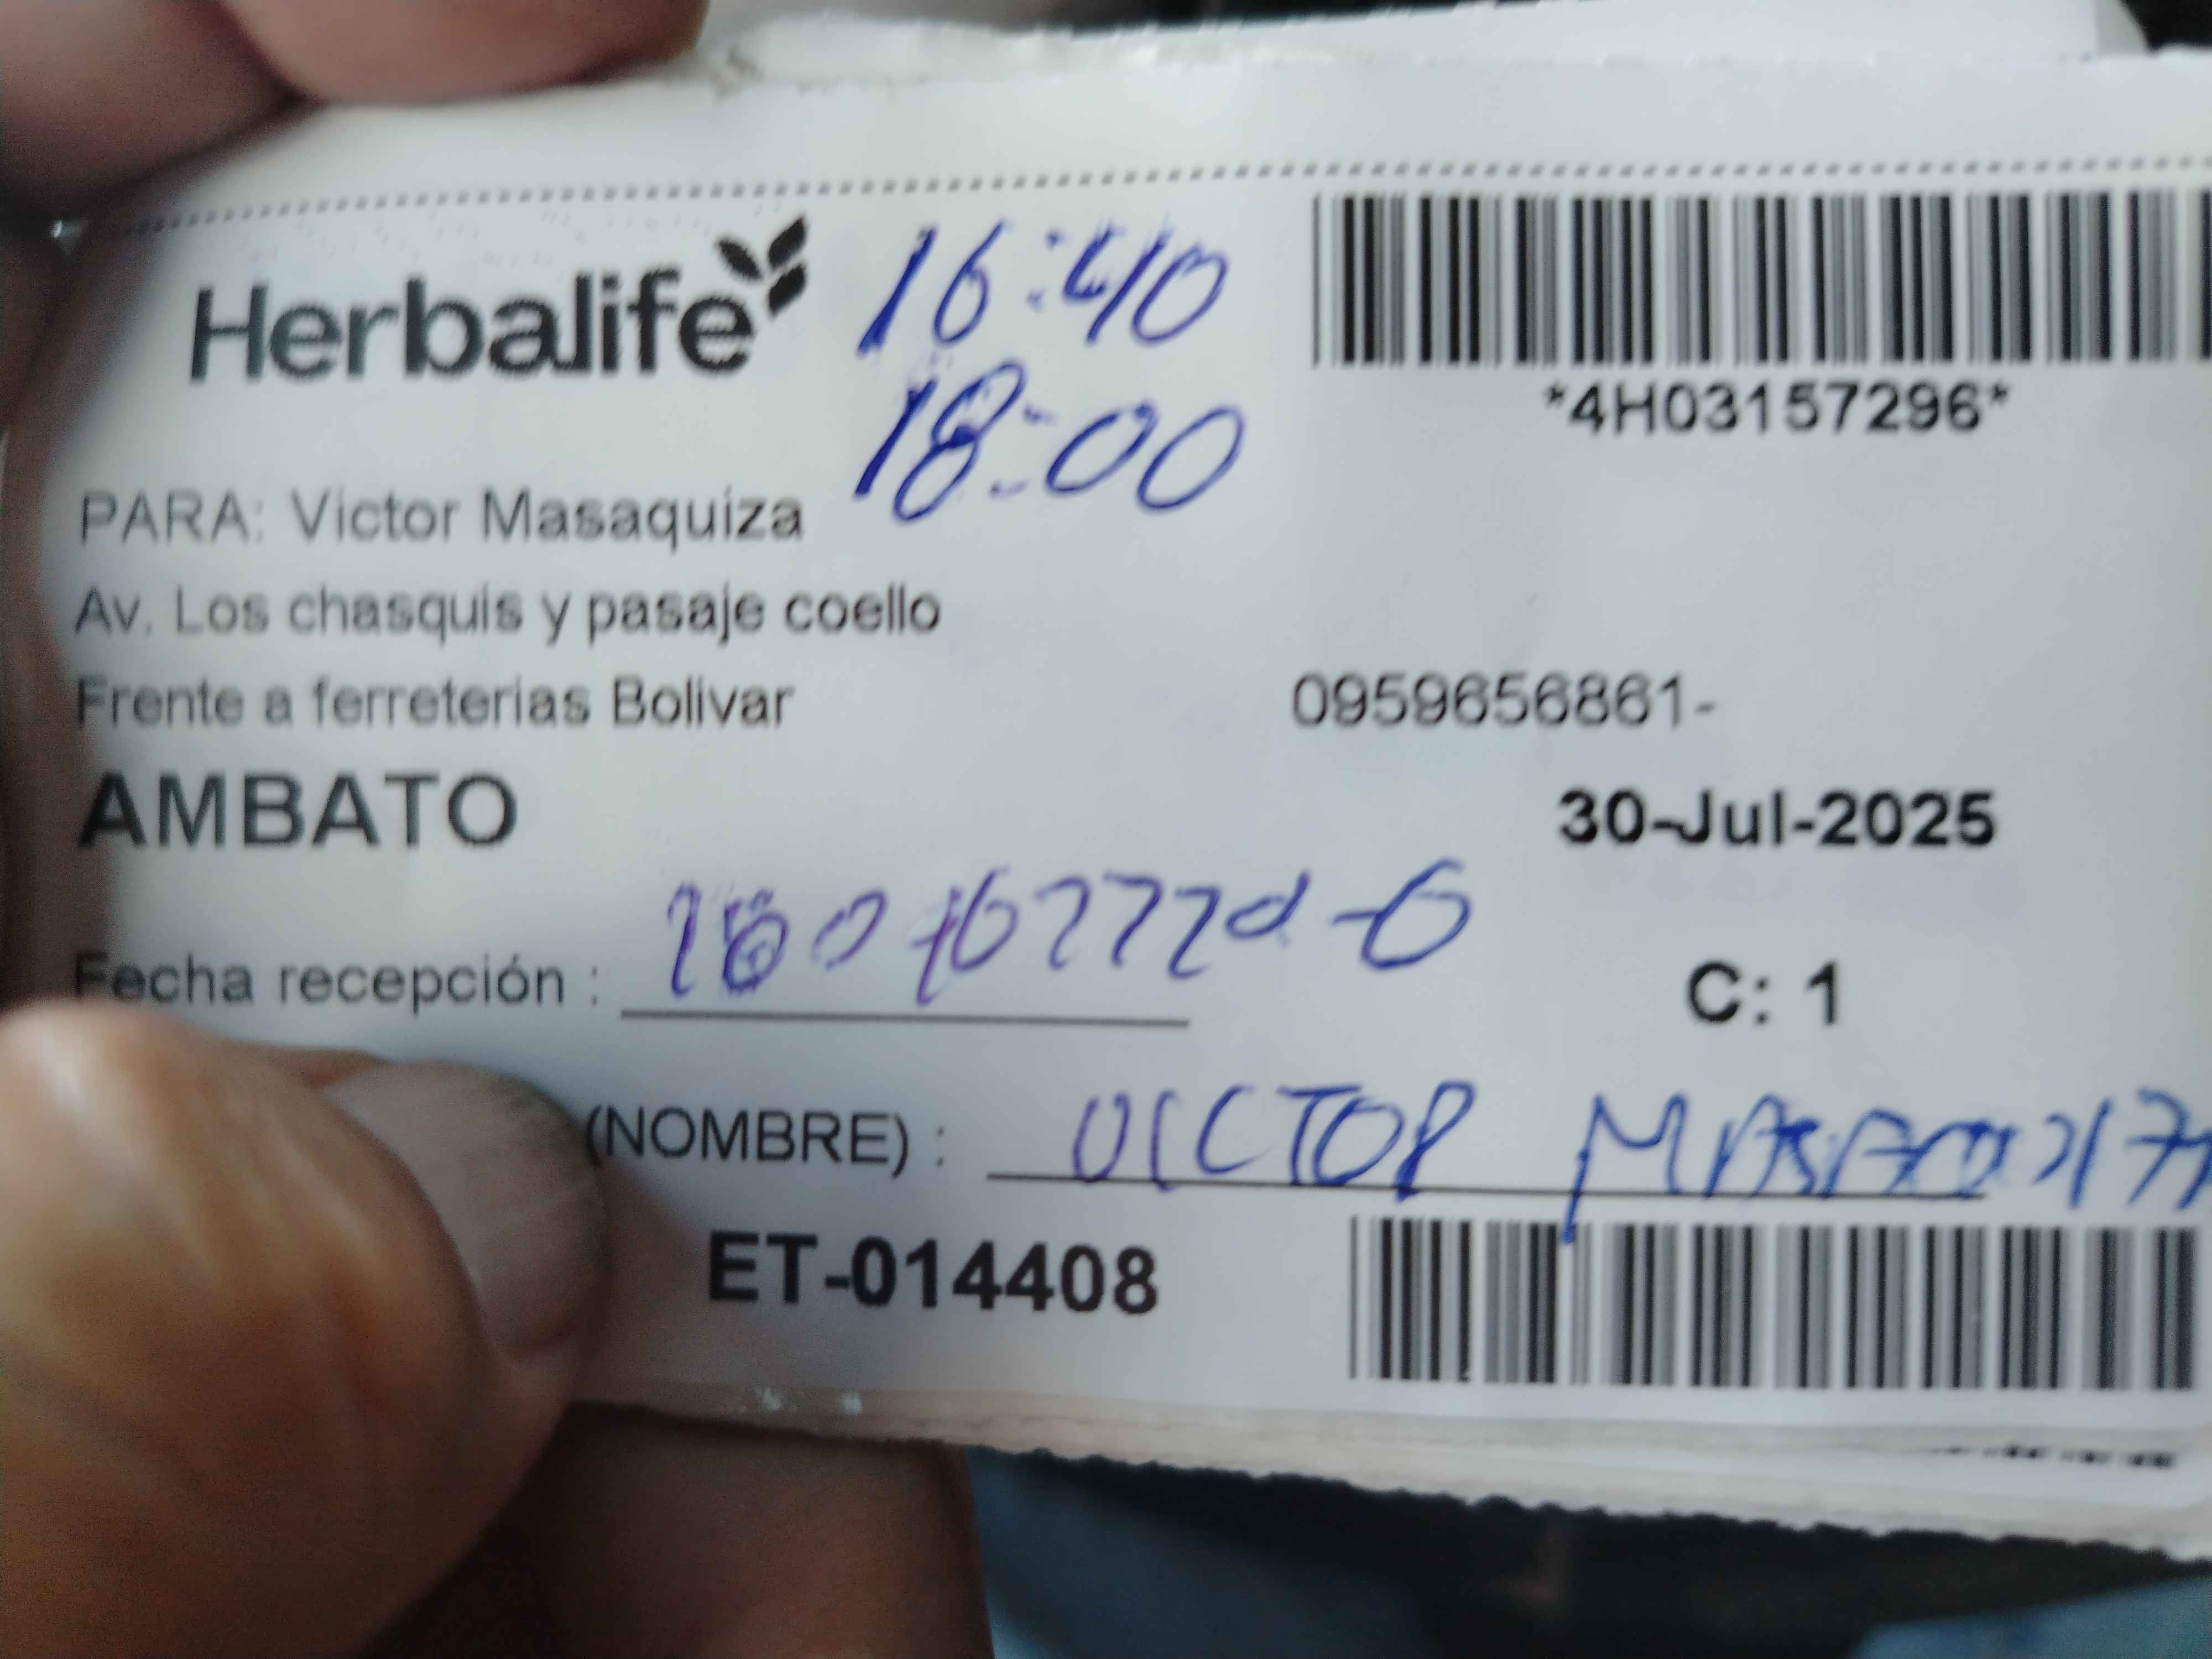 Herbalife
16:40
18:00
*4H03157296*
PARA: Victor Masaquiza
Av. Los chasquis y pasaje coello
Frente a ferreterias Bolivar
0959656861-
AMBATO
30-Jul-2025
Fecha recepción :
C: 1
(NOMBRE) : VICTOR
ET-014408